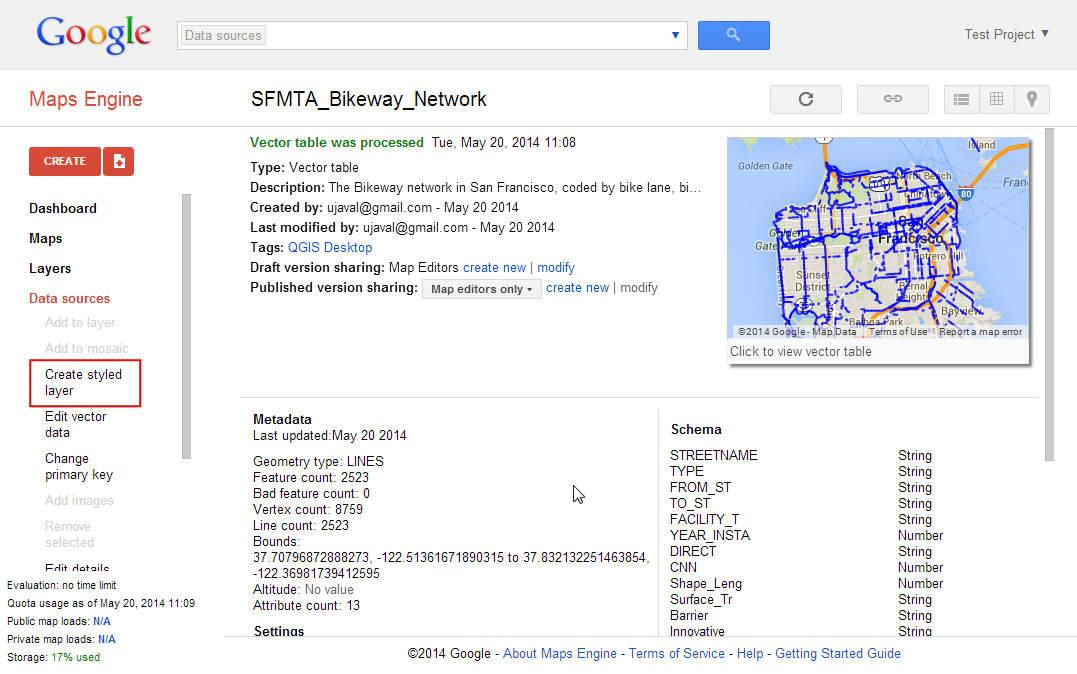 Google
Data sources
Test Project
Maps Engine
SFMTA_Bikeway_Network
CREATE
Dashboard
Maps
Layers
Data sources
Add to layer
Add to mosaic
Create styled
layer
Edit vector
data
Change
primary key
Add images
Remove
selected
Edit details
Evaluation: no time limit
Quota usage as of May 20, 2014 11:09
Public map loads: N/A
Private map loads: N/A
Storage: 17% used
Vector table was processed Tue, May 20, 2014 11:08
Type: Vector table
Description: The Bikeway network in San Francisco, coded by bike lane, bi...
Created by: ujaval@gmail.com - May 20 2014
Last modified by: ujaval@gmail.com - May 20 2014
Tags: QGIS Desktop
Draft version sharing: Map Editors create new | modify
Published version sharing: Map editors only create new | modify
Island
Golden Gate
North Beach
Chinatown
80
Fran
101
Golden
Gate
San
Francisco
Potrero Hill
Sunset
District
Bernal
Heights
Bayview
Balboa Park
©2014 Google - Map Data Terms of Use Report a map error
Click to view vector table
Metadata
Last updated:May 20 2014
Geometry type: LINES
Feature count: 2523
Bad feature count: 0
Vertex count: 8759
Line count: 2523
Bounds:
37.70796872888273, -122.51361671890315 to 37.832132251463854,
-122.36981739412595
Altitude: No value
Attribute count: 13
Settings
Schema
STREETNAME String
TYPE String
FROM_ST String
TO_ST String
FACILITY_T String
YEAR_INSTA Number
DIRECT String
CNN Number
Shape_Leng Number
Surface_Tr String
Barrier String
Innovative String
©2014 Google - About Maps Engine - Terms of Service - Help - Getting Started Guide